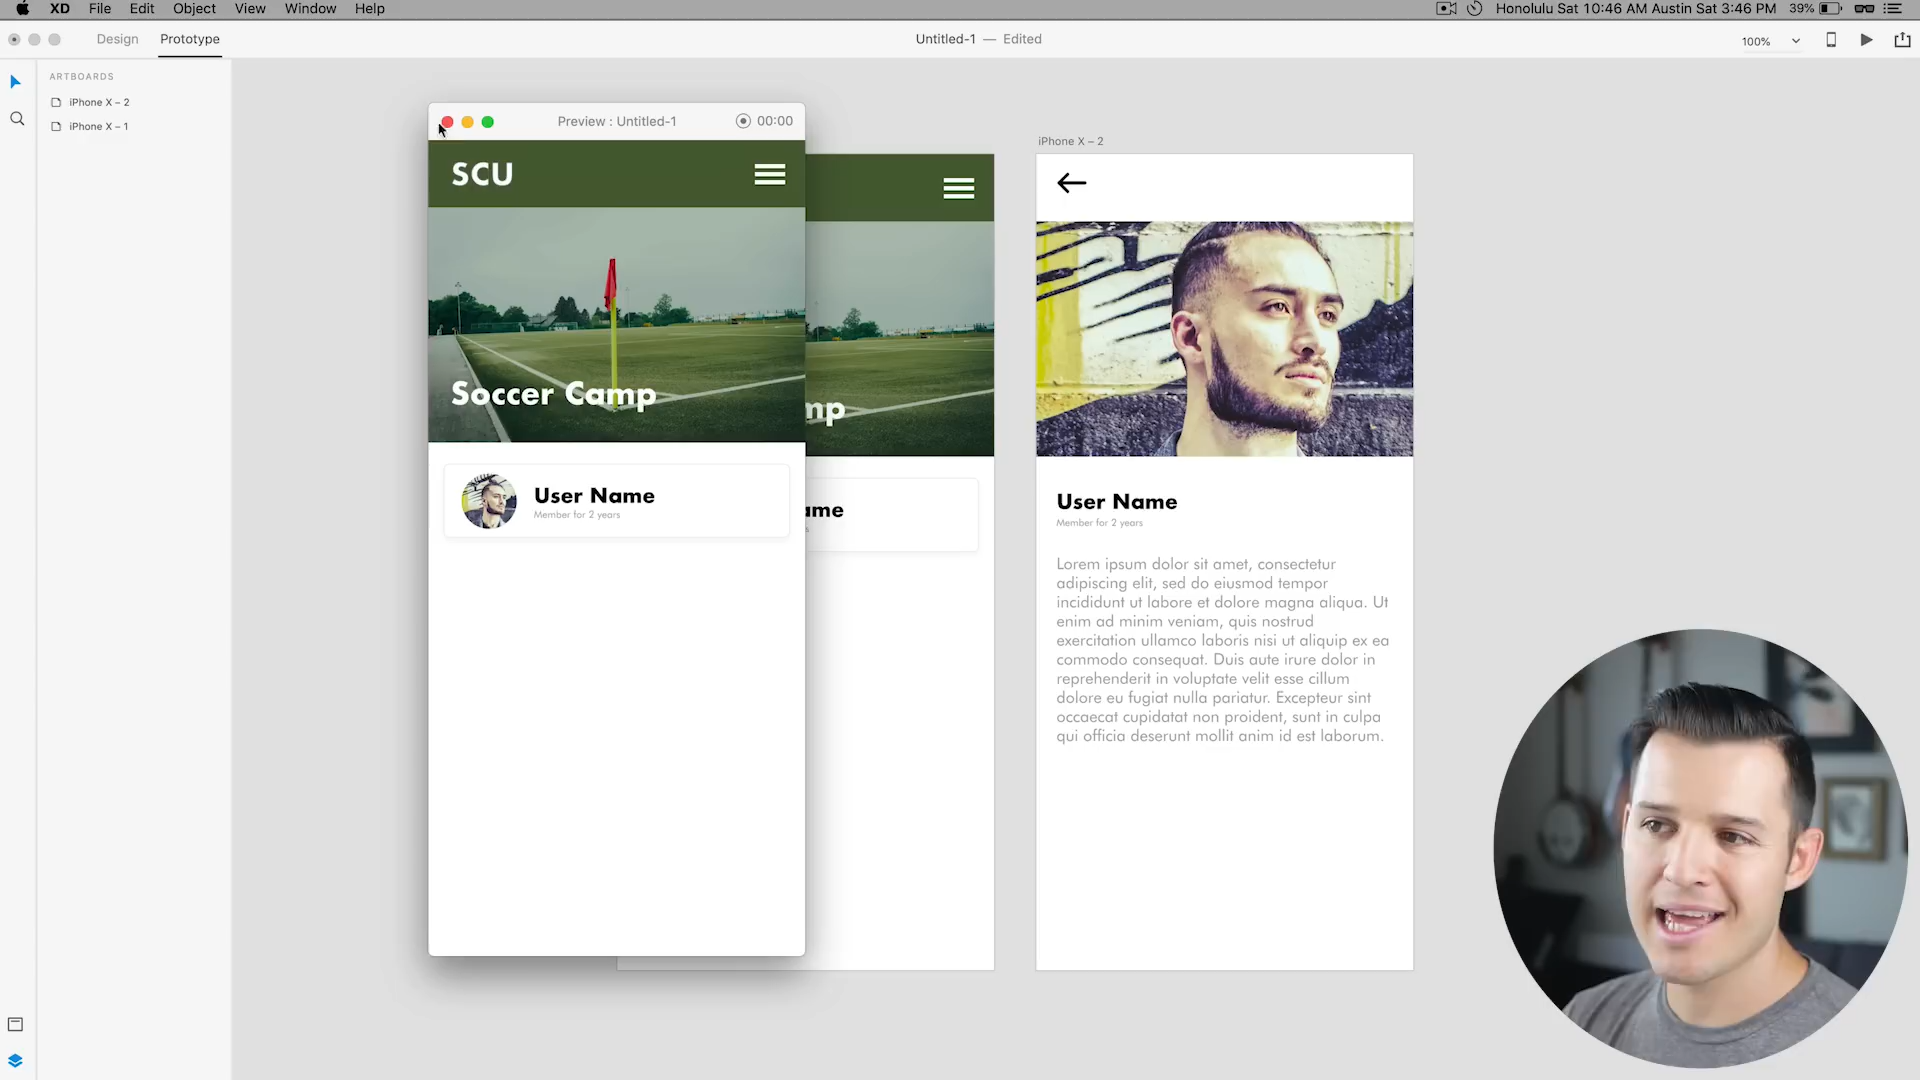 XD File Edit Object View Window Help
Honolulu Sat 10:46 AM Austin Sat 3:46 PM 39%
Design Prototype
Untitled-1 — Edited
100%
ARTBOARDS
iPhone X – 2
iPhone X – 1
Preview : Untitled-1
00:00
SCU
Soccer Camp
User Name
Member for 2 years
mp
ame
s
iPhone X – 2
User Name
Member for 2 years
Lorem ipsum dolor sit amet, consectetur
adipiscing elit, sed do eiusmod tempor
incididunt ut labore et dolore magna aliqua. Ut
enim ad minim veniam, quis nostrud
exercitation ullamco laboris nisi ut aliquip ex ea
commodo consequat. Duis aute irure dolor in
reprehenderit in voluptate velit esse cillum
dolore eu fugiat nulla pariatur. Excepteur sint
occaecat cupidatat non proident, sunt in culpa
qui officia deserunt mollit anim id est laborum.